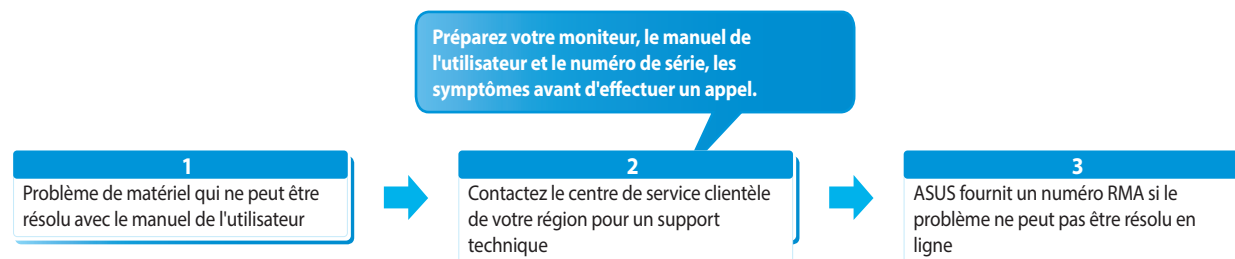 Préparez votre moniteur, le manuel de
l'utilisateur et le numéro de série, les
symptômes avant d'effectuer un appel.
1
Problème de matériel qui ne peut être
résolu avec le manuel de l'utilisateur
2
Contactez le centre de service clientèle
de votre région pour un support
technique
3
ASUS fournit un numéro RMA si le
problème ne peut pas être résolu en
ligne